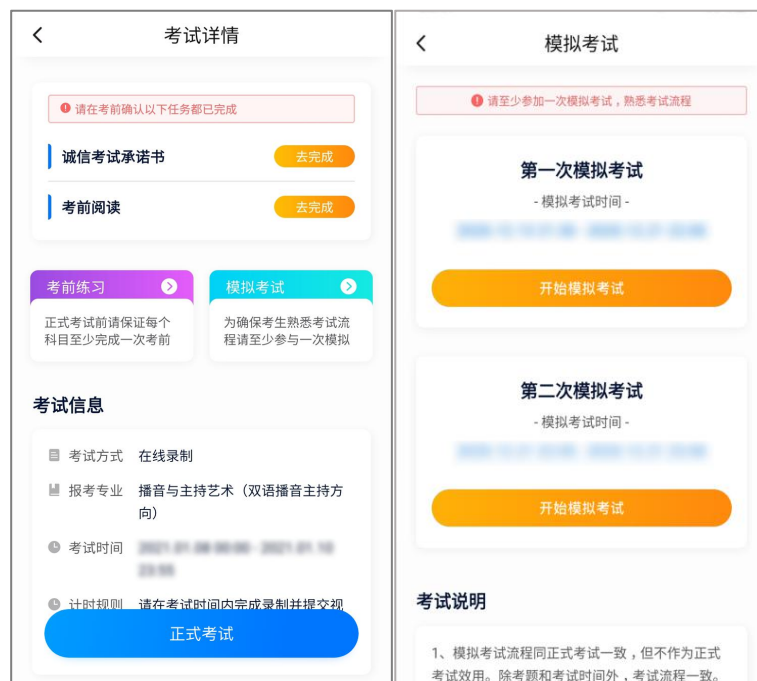 考试详情
请在考前确认以下任务都已完成
诚信考试承诺书
去完成
考前阅读
去完成
考前练习
正式考试前请保证每个
科目至少完成一次考前
模拟考试
为确保考生熟悉考试流
程请至少参与一次模拟
考试信息
考试方式 在线录制
报考专业 播音与主持艺术（双语播音主持方
向）
考试时间
计时规则 请在考试时间内完成录制并提交视
正式考试
模拟考试
请至少参加一次模拟考试，熟悉考试流程
第一次模拟考试
- 模拟考试时间 -
开始模拟考试
第二次模拟考试
- 模拟考试时间 -
开始模拟考试
考试说明
1、模拟考试流程同正式考试一致，但不作为正式
考试效用。除考题和考试时间外，考试流程一致。